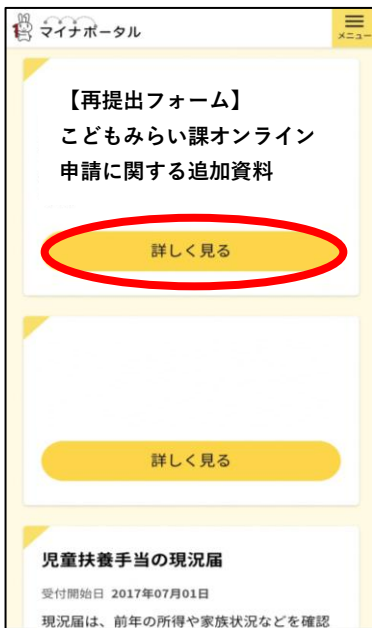 マイナポータル
メニュー
【再提出フォーム】
こどもみらい課オンライン
申請に関する追加資料
詳しく見る
詳しく見る
児童扶養手当の現況届
受付開始日 2017年07月01日
現況届は、前年の所得や家族状況などを確認